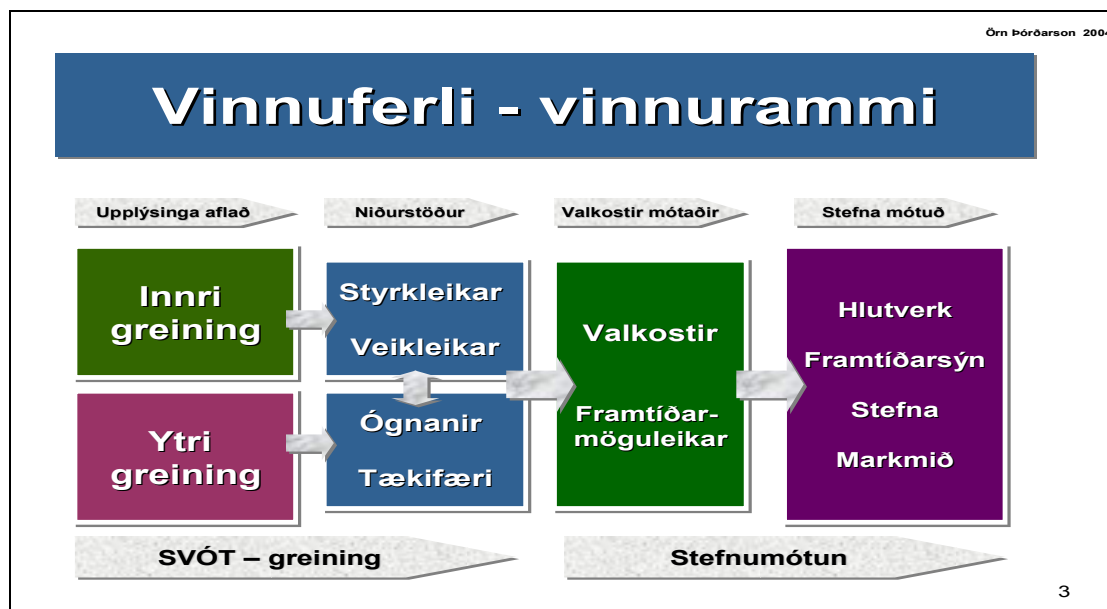 Örn Þórðarson 2004
Vinnuferli - vinnurammi
Upplýsinga aflað
Niðurstöður
Valkostir mótaðir
Stefna mótuð
Innri
greining
Styrkleikar
Veikleikar
Ytri
greining
Ógnanir
Tækifæri
Valkostir
Framtíðar-
möguleikar
Hlutverk
Framtíðarsýn
Stefna
Markmið
SVÓT – greining
Stefnumótun
3